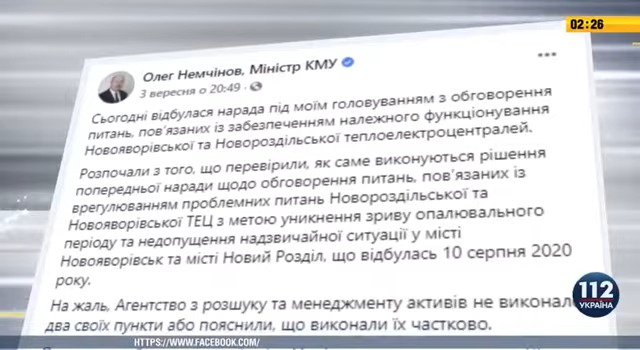 02:26
Олег Немчінов, Міністр КМУ
3 вересня о 20:49 ·
Сьогодні відбулася нарада під моїм головуванням з обговорення
питань, пов'язаних із забезпеченням належного функціонування
Новояворівської та Новороздільської теплоелектроцентралей.
Розпочали з того, що перевірили, як саме виконуються рішення
попередньої наради щодо обговорення питань, пов'язаних із
врегулюванням проблемних питань Новороздільської та
Новояворівської ТЕЦ з метою уникнення зриву опалювального
періоду та недопущення надзвичайної ситуації у місті
Новояворівськ та місті Новий Розділ, що відбулась 10 серпня 2020
року.
На жаль, Агентство з розшуку та менеджменту активів не виконало
два своїх пункти або пояснили, що виконали їх частково.
112
УКРАЇНА
HTTPS://WWW.FACEBOOK.COM/